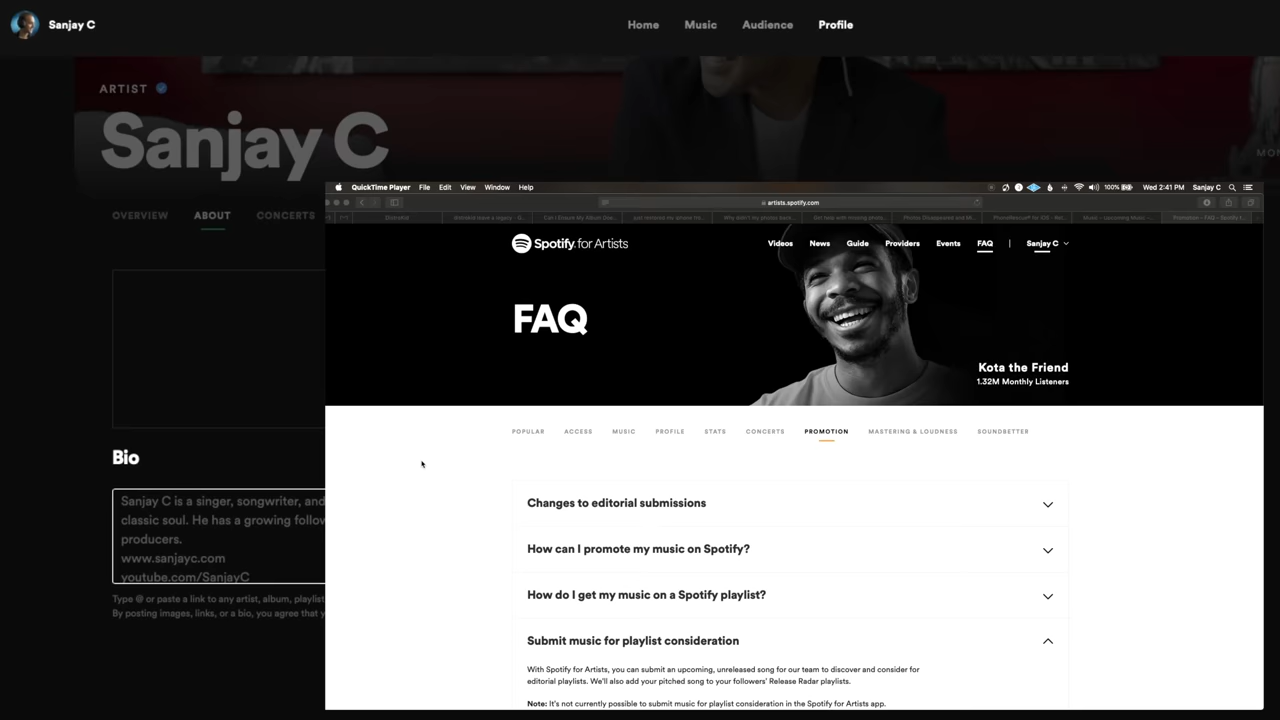 Sanjay C
Home Music Audience Profile
ARTIST
Sanjay C
MON
OVERVIEW ABOUT CONCERTS
Bio
Sanjay C is a singer, songwriter, and
classic soul. He has a growing follow
producers.
www.sanjayc.com
youtube.com/SanjayC
Type @ or paste a link to any artist, album, playlist
By posting images, links, or a bio, you agree that y
QuickTime Player File Edit View Window Help
100% Wed 2:41 PM Sanjay C
artists.spotify.com
Spotify for Artists
Videos News Guide Providers Events FAQ | Sanjay C
FAQ
Kota the Friend
1.32M Monthly Listeners
POPULAR ACCESS MUSIC PROFILE STATS CONCERTS PROMOTION MASTERING & LOUDNESS SOUNDBETTER
Changes to editorial submissions
How can I promote my music on Spotify?
How do I get my music on a Spotify playlist?
Submit music for playlist consideration
With Spotify for Artists, you can submit an upcoming, unreleased song for our team to discover and consider for
editorial playlists. We'll also add your pitched song to your followers' Release Radar playlists.
Note: It's not currently possible to submit music for playlist consideration in the Spotify for Artists app.